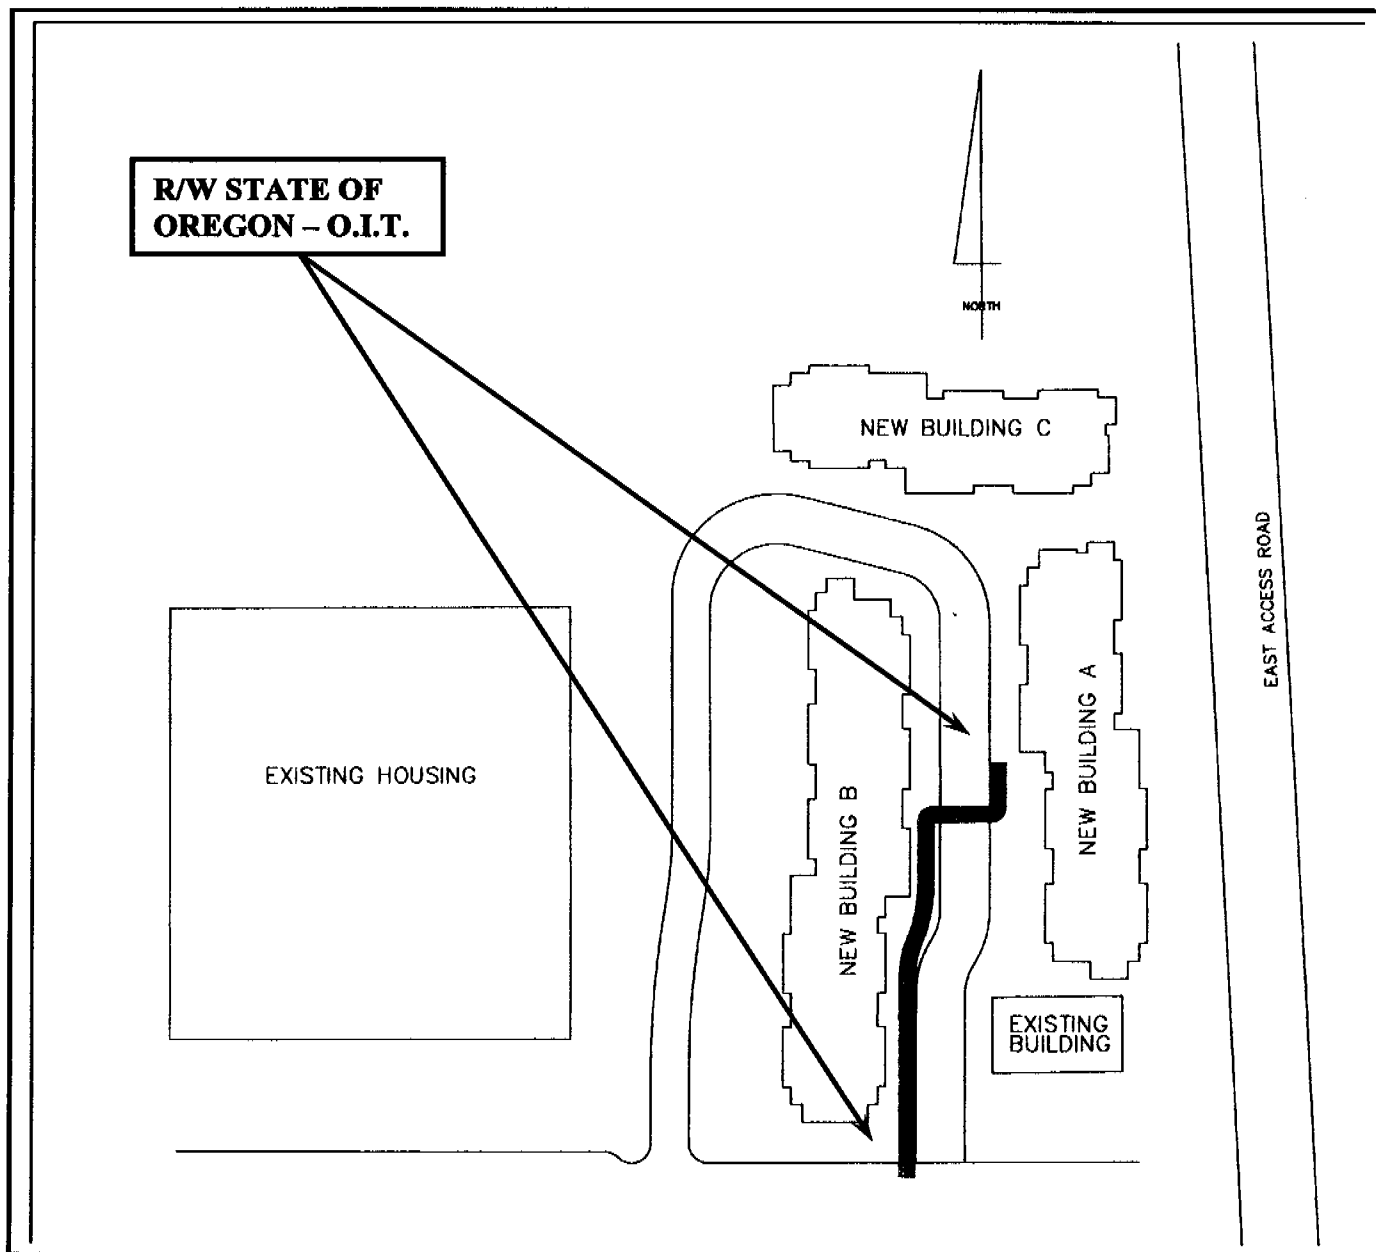 R/W STATE OF
OREGON – O.I.T.
NORTH
NEW BUILDING C
EAST ACCESS ROAD
NEW BUILDING A
EXISTING HOUSING
NEW BUILDING B
EXISTING
BUILDING